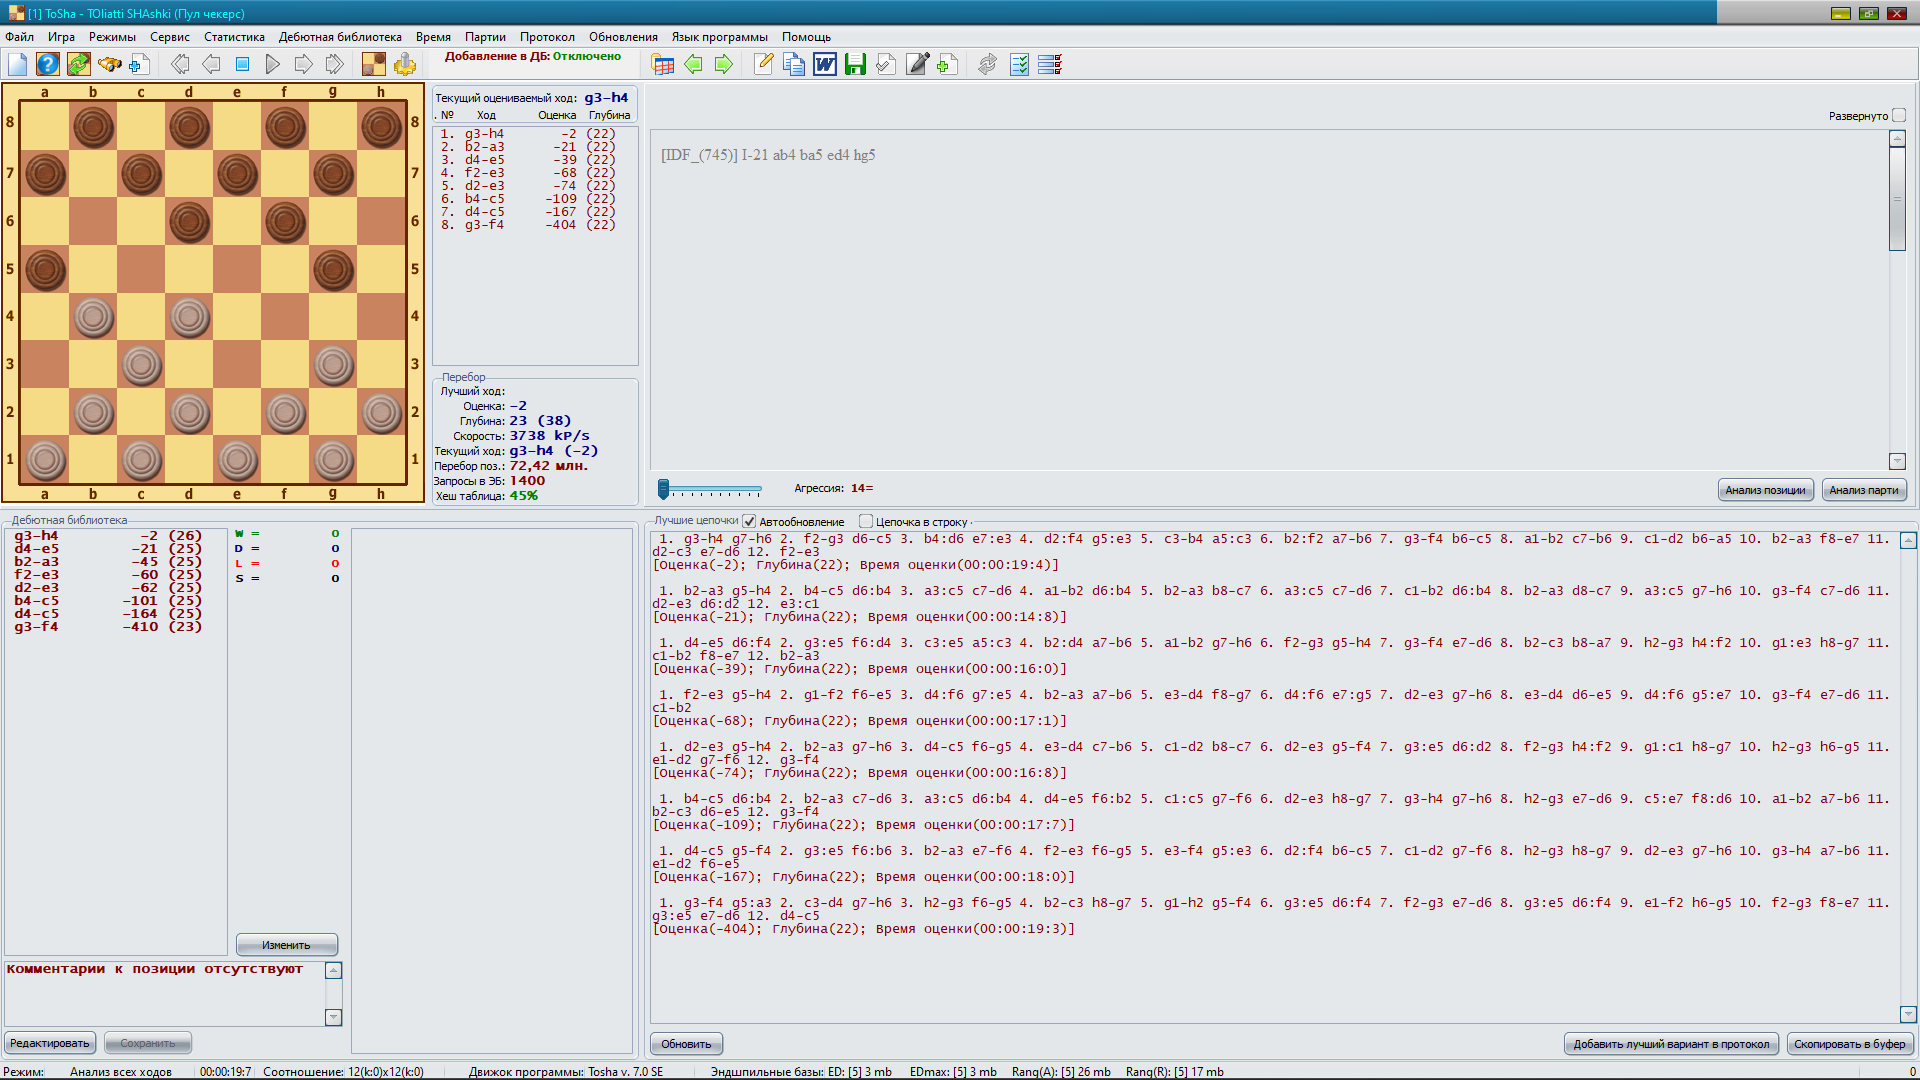 [1] ToSha - TOliatti SHAshki (Пул чекерс)
Файл Игра Режимы Сервис Статистика Дебютная библиотека Время Партии Протокол Обновления Язык программы Помощь
Добавление в ДБ: Отключено
a b c d e f g h
8 8
7 7
6 6
5 5
4 4
3 3
2 2
1 1
a b c d e f g h
Текущий оцениваемый ход: g3-h4
. № Ход Оценка Глубина
1. g3-h4 -2 (22)
2. b2-a3 -21 (22)
3. d4-e5 -39 (22)
4. f2-e3 -68 (22)
5. d2-e3 -74 (22)
6. b4-c5 -109 (22)
7. d4-c5 -167 (22)
8. g3-f4 -404 (22)
Перебор
Лучший ход:
Оценка: -2
Глубина: 23 (38)
Скорость: 3738 kP/s
Текущий ход: g3-h4 (-2)
Перебор поз.: 72,42 млн.
Запросы в ЭБ: 1400
Хеш таблица: 45%
Развернуто
[IDF_(745)] I-21 ab4 ba5 ed4 hg5
Агрессия: 14=
Анализ позиции Анализ парти
Дебютная библиотека
g3-h4 -2 (26)
d4-e5 -21 (25)
b2-a3 -45 (25)
f2-e3 -60 (25)
d2-e3 -62 (25)
b4-c5 -101 (25)
d4-c5 -164 (25)
g3-f4 -410 (23)
W = 0
D = 0
L = 0
S = 0
Изменить
Комментарии к позиции отсутствуют
Редактировать Сохранить
Лучшие цепочки Автообновление Цепочка в строку
1. g3-h4 g7-h6 2. f2-g3 d6-c5 3. b4:d6 e7:e3 4. d2:f4 g5:e3 5. c3-b4 a5:c3 6. b2:f2 a7-b6 7. g3-f4 b6-c5 8. a1-b2 c7-b6 9. c1-d2 b6-a5 10. b2-a3 f8-e7 11.
d2-c3 e7-d6 12. f2-e3
[Оценка(-2); Глубина(22); Время оценки(00:00:19:4)]
1. b2-a3 g5-h4 2. b4-c5 d6:b4 3. a3:c5 c7-d6 4. a1-b2 d6:b4 5. b2-a3 b8-c7 6. a3:c5 c7-d6 7. c1-b2 d6:b4 8. b2-a3 d8-c7 9. a3:c5 g7-h6 10. g3-f4 c7-d6 11.
d2-e3 d6:d2 12. e3:c1
[Оценка(-21); Глубина(22); Время оценки(00:00:14:8)]
1. d4-e5 d6:f4 2. g3:e5 f6:d4 3. c3:e5 a5:c3 4. b2:d4 a7-b6 5. a1-b2 g7-h6 6. f2-g3 g5-h4 7. g3-f4 e7-d6 8. b2-c3 b8-a7 9. h2-g3 h4:f2 10. g1:e3 h8-g7 11.
c1-b2 f8-e7 12. b2-a3
[Оценка(-39); Глубина(22); Время оценки(00:00:16:0)]
1. f2-e3 g5-h4 2. g1-f2 f6-e5 3. d4:f6 g7:e5 4. b2-a3 a7-b6 5. e3-d4 f8-g7 6. d4:f6 e7:g5 7. d2-e3 g7-h6 8. e3-d4 d6-e5 9. d4:f6 g5:e7 10. g3-f4 e7-d6 11.
c1-b2
[Оценка(-68); Глубина(22); Время оценки(00:00:17:1)]
1. d2-e3 g5-h4 2. b2-a3 g7-h6 3. d4-c5 f6-g5 4. e3-d4 c7-b6 5. c1-d2 b8-c7 6. d2-e3 g5-f4 7. g3:e5 d6:d2 8. f2-g3 h4:f2 9. g1:c1 h8-g7 10. h2-g3 h6-g5 11.
e1-d2 g7-f6 12. g3-f4
[Оценка(-74); Глубина(22); Время оценки(00:00:16:8)]
1. b4-c5 d6:b4 2. b2-a3 c7-d6 3. a3:c5 d6:b4 4. d4-e5 f6:b2 5. c1:c5 g7-f6 6. d2-e3 h8-g7 7. g3-h4 g7-h6 8. h2-g3 e7-d6 9. c5:e7 f8:d6 10. a1-b2 a7-b6 11.
b2-c3 d6-e5 12. g3-f4
[Оценка(-109); Глубина(22); Время оценки(00:00:17:7)]
1. d4-c5 g5-f4 2. g3:e5 f6:b6 3. b2-a3 e7-f6 4. f2-e3 f6-g5 5. e3-f4 g5:e3 6. d2:f4 b6-c5 7. c1-d2 g7-f6 8. h2-g3 h8-g7 9. d2-e3 g7-h6 10. g3-h4 a7-b6 11.
e1-d2 f6-e5
[Оценка(-167); Глубина(22); Время оценки(00:00:18:0)]
1. g3-f4 g5:a3 2. c3-d4 g7-h6 3. h2-g3 f6-g5 4. b2-c3 h8-g7 5. g1-h2 g5-f4 6. g3:e5 d6:f4 7. f2-g3 e7-d6 8. g3:e5 d6:f4 9. e1-f2 h6-g5 10. f2-g3 f8-e7 11.
g3:e5 e7-d6 12. d4-c5
[Оценка(-404); Глубина(22); Время оценки(00:00:19:3)]
Обновить Добавить лучший вариант в протокол Скопировать в буфер
Режим: Анализ всех ходов 00:00:19:7 Соотношение: 12(k:0)x12(k:0) Движок программы: Tosha v. 7.0 SE Эндшпильные базы: ED: [5] 3 mb EDmax: [5] 3 mb Rang(A): [5] 26 mb Rang(R): [5] 17 mb 0